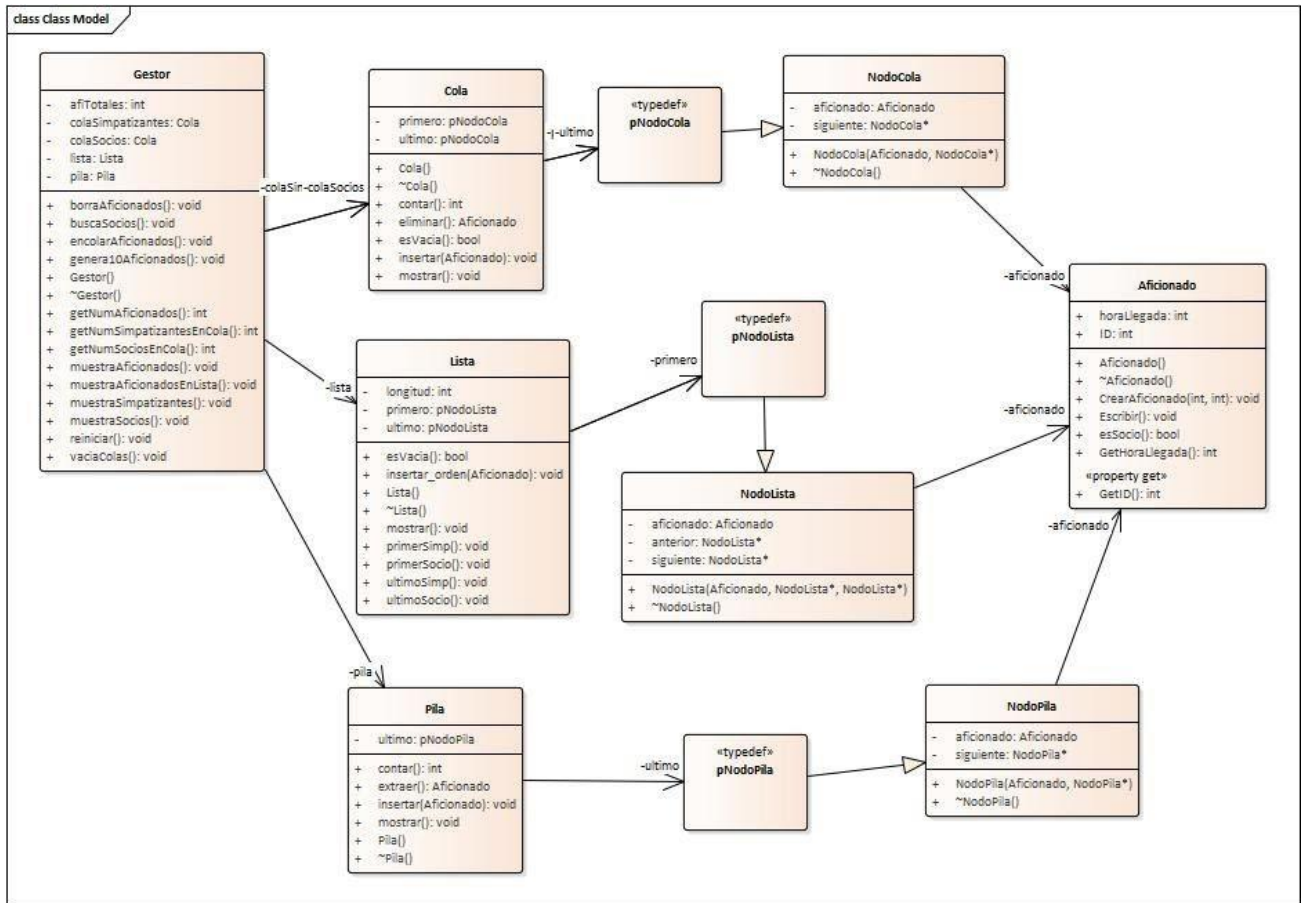 class Class Model
Gestor
- afiTotales: int
- colaSimpatizantes: Cola
- colaSocios: Cola
- lista: Lista
- pila: Pila
+ borraAficionados(): void
+ buscaSocios(): void
+ encolarAficionados(): void
+ genera10Aficionados(): void
+ Gestor()
+ ~Gestor()
+ getNumAficionados(): int
+ getNumSimpatizantesEnCola(): int
+ getNumSociosEnCola(): int
+ muestraAficionados(): void
+ muestraAficionadosEnLista(): void
+ muestraSimpatizantes(): void
+ muestraSocios(): void
+ reiniciar(): void
+ vaciaColas(): void
-colaSocios
Cola
- primero: pNodoCola
- ultimo: pNodoCola
+ Cola()
+ ~Cola()
+ contar(): int
+ eliminar(): Aficionado
+ esVacia(): bool
+ insertar(Aficionado): void
+ mostrar(): void
-ultimo
«typedef»
pNodoCola
NodoCola
- aficionado: Aficionado
- siguiente: NodoCola*
+ NodoCola(Aficionado, NodoCola*)
+ ~NodoCola()
-aficionado
-lista
Lista
- longitud: int
- primero: pNodoLista
- ultimo: pNodoLista
+ esVacia(): bool
+ insertar_orden(Aficionado): void
+ Lista()
+ ~Lista()
+ mostrar(): void
+ primerSimp(): void
+ primerSocio(): void
+ ultimoSimp(): void
+ ultimoSocio(): void
-primero
«typedef»
pNodoLista
NodoLista
- aficionado: Aficionado
- anterior: NodoLista*
- siguiente: NodoLista*
+ NodoLista(Aficionado, NodoLista*, NodoLista*)
+ ~NodoLista()
-aficionado
Aficionado
+ horaLlegada: int
+ ID: int
+ Aficionado()
+ ~Aficionado()
+ CrearAficionado(int, int): void
+ Escribir(): void
+ esSocio(): bool
+ GetHoraLlegada(): int
«property get»
+ GetID(): int
-aficionado
-pila
Pila
- ultimo: pNodoPila
+ contar(): int
+ extraer(): Aficionado
+ insertar(Aficionado): void
+ mostrar(): void
+ Pila()
+ ~Pila()
-ultimo
«typedef»
pNodoPila
NodoPila
- aficionado: Aficionado
- siguiente: NodoPila*
+ NodoPila(Aficionado, NodoPila*)
+ ~NodoPila()